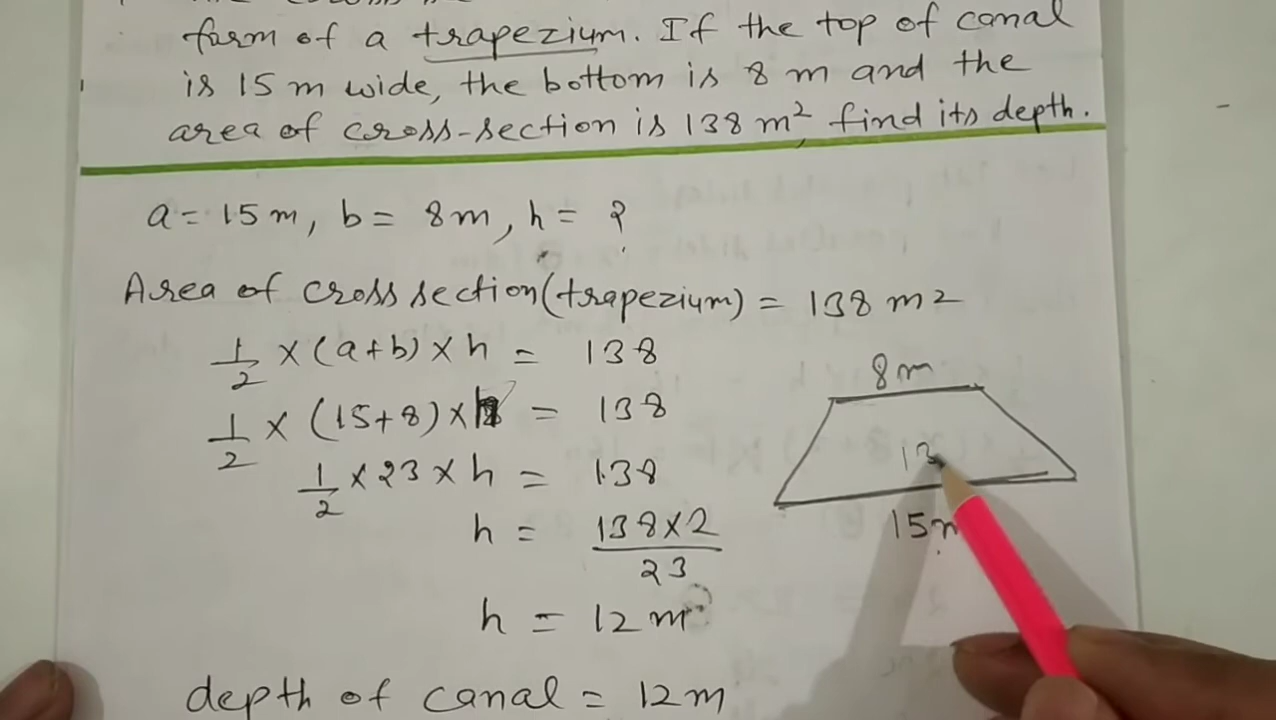 farm of a trapezium. If the top of canal
is 15 m wide, the bottom is 8 m and the
area of cross-section is 138 m², find its depth.
a = 15 m, b = 8 m, h = ?
Area of cross section (trapezium) = 138 m2
1/2 × (a+b) × h = 138
1/2 × (15+8) × h = 138
1/2 × 23 × h = 138
h = 138×2/23
h = 12 m
depth of canal = 12 m
8 m
13
15